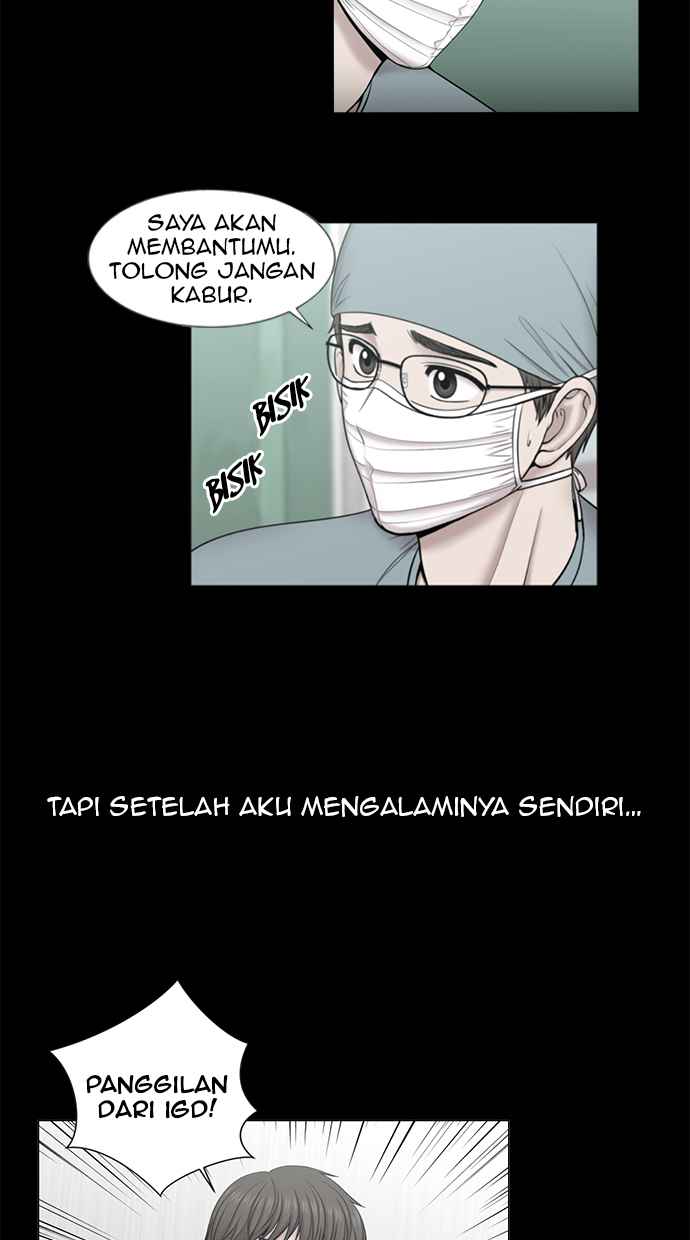 SAYA AKAN
MEMBANTUMU.
TOLONG JANGAN
KABUR.
BISIK
BISIK
TAPI SETELAH AKU MENGALAMINYA SENDIRI...
PANGGILAN
DARI IGD!